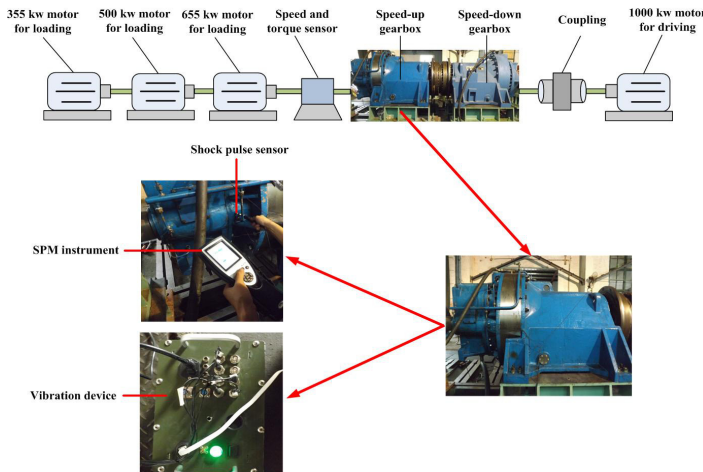 355 kw motor
for loading
500 kw motor
for loading
655 kw motor
for loading
Speed and
torque sensor
Speed-up
gearbox
Speed-down
gearbox
Coupling
1000 kw motor
for driving
Shock pulse sensor
SPM instrument
Vibration device